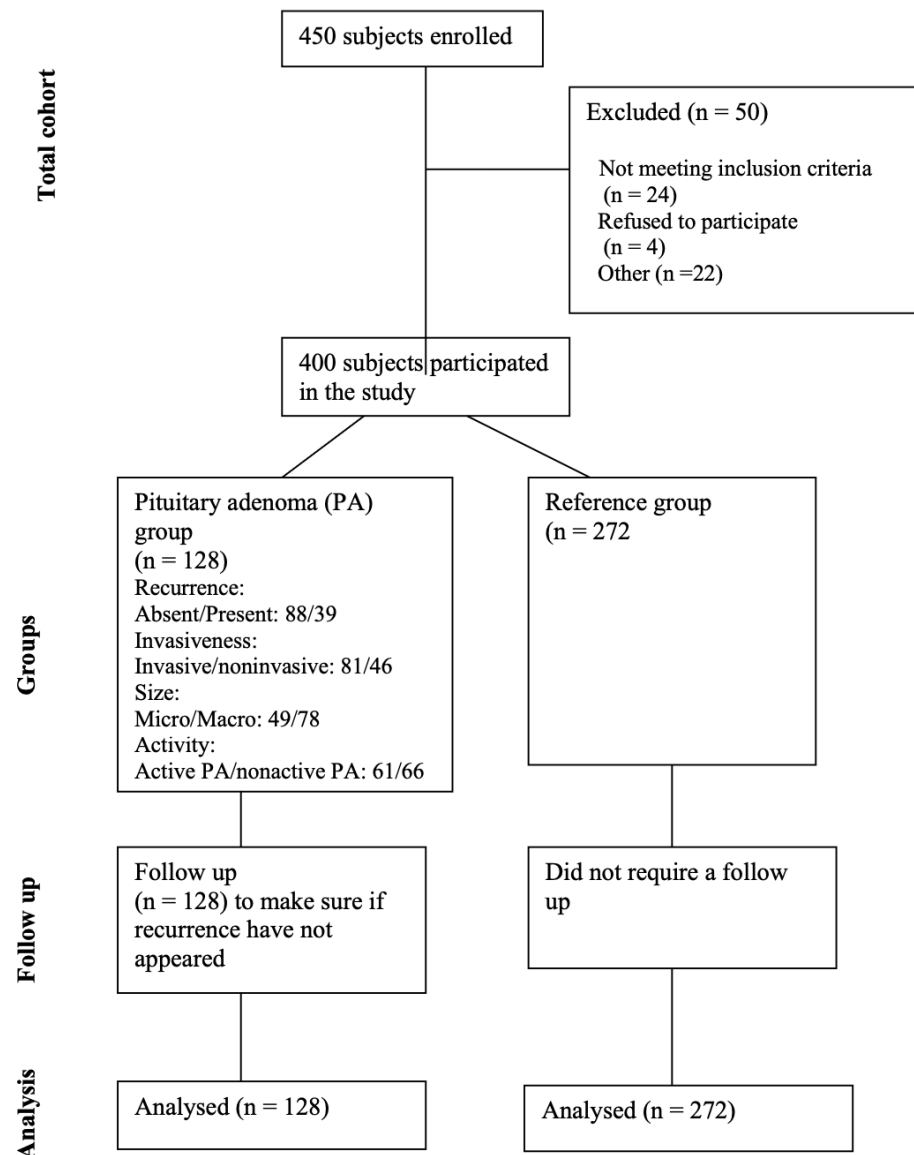 450 subjects enrolled
Total cohort
Excluded (n = 50)
Not meeting inclusion criteria
(n = 24)
Refused to participate
(n = 4)
Other (n =22)
400 subjects participated
in the study
Groups
Pituitary adenoma (PA)
group
(n = 128)
Recurrence:
Absent/Present: 88/39
Invasiveness:
Invasive/noninvasive: 81/46
Size:
Micro/Macro: 49/78
Activity:
Active PA/nonactive PA: 61/66
Reference group
(n = 272
Follow up
Follow up
(n = 128) to make sure if
recurrence have not
appeared
Did not require a follow
up
Analysis
Analysed (n = 128)
Analysed (n = 272)